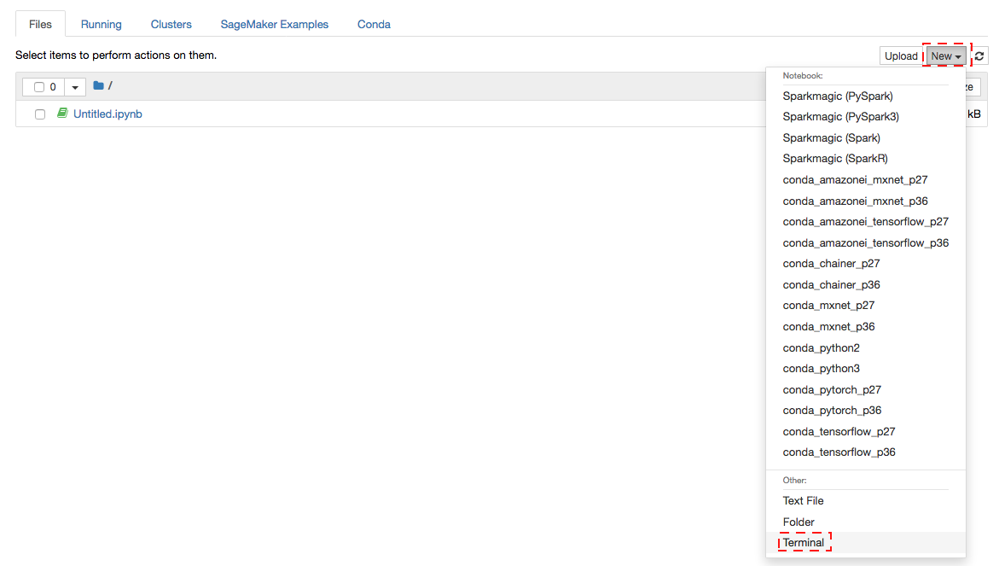 Files Running Clusters SageMaker Examples Conda
Select items to perform actions on them.
Upload New
0 /
ze
Untitled.ipynb
kB
Notebook:
Sparkmagic (PySpark)
Sparkmagic (PySpark3)
Sparkmagic (Spark)
Sparkmagic (SparkR)
conda_amazonei_mxnet_p27
conda_amazonei_mxnet_p36
conda_amazonei_tensorflow_p27
conda_amazonei_tensorflow_p36
conda_chainer_p27
conda_chainer_p36
conda_mxnet_p27
conda_mxnet_p36
conda_python2
conda_python3
conda_pytorch_p27
conda_pytorch_p36
conda_tensorflow_p27
conda_tensorflow_p36
Other:
Text File
Folder
Terminal